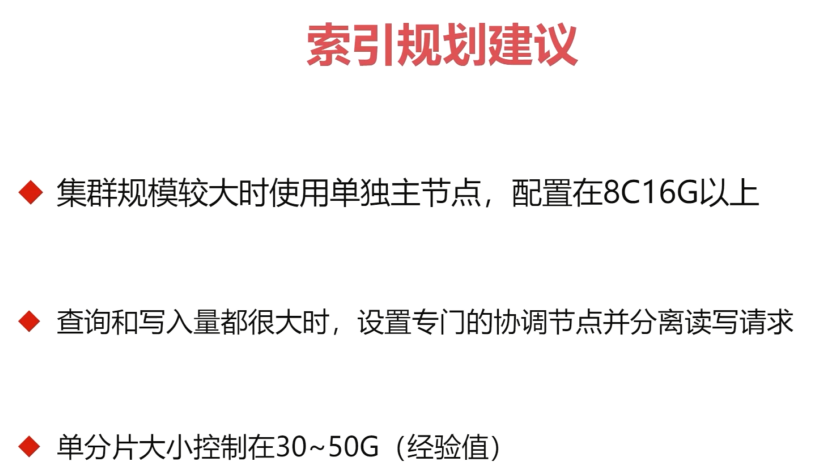 索引规划建议
集群规模较大时使用单独主节点，配置在8C16G以上
查询和写入量都很大时，设置专门的协调节点并分离读写请求
单分片大小控制在30~50G（经验值）